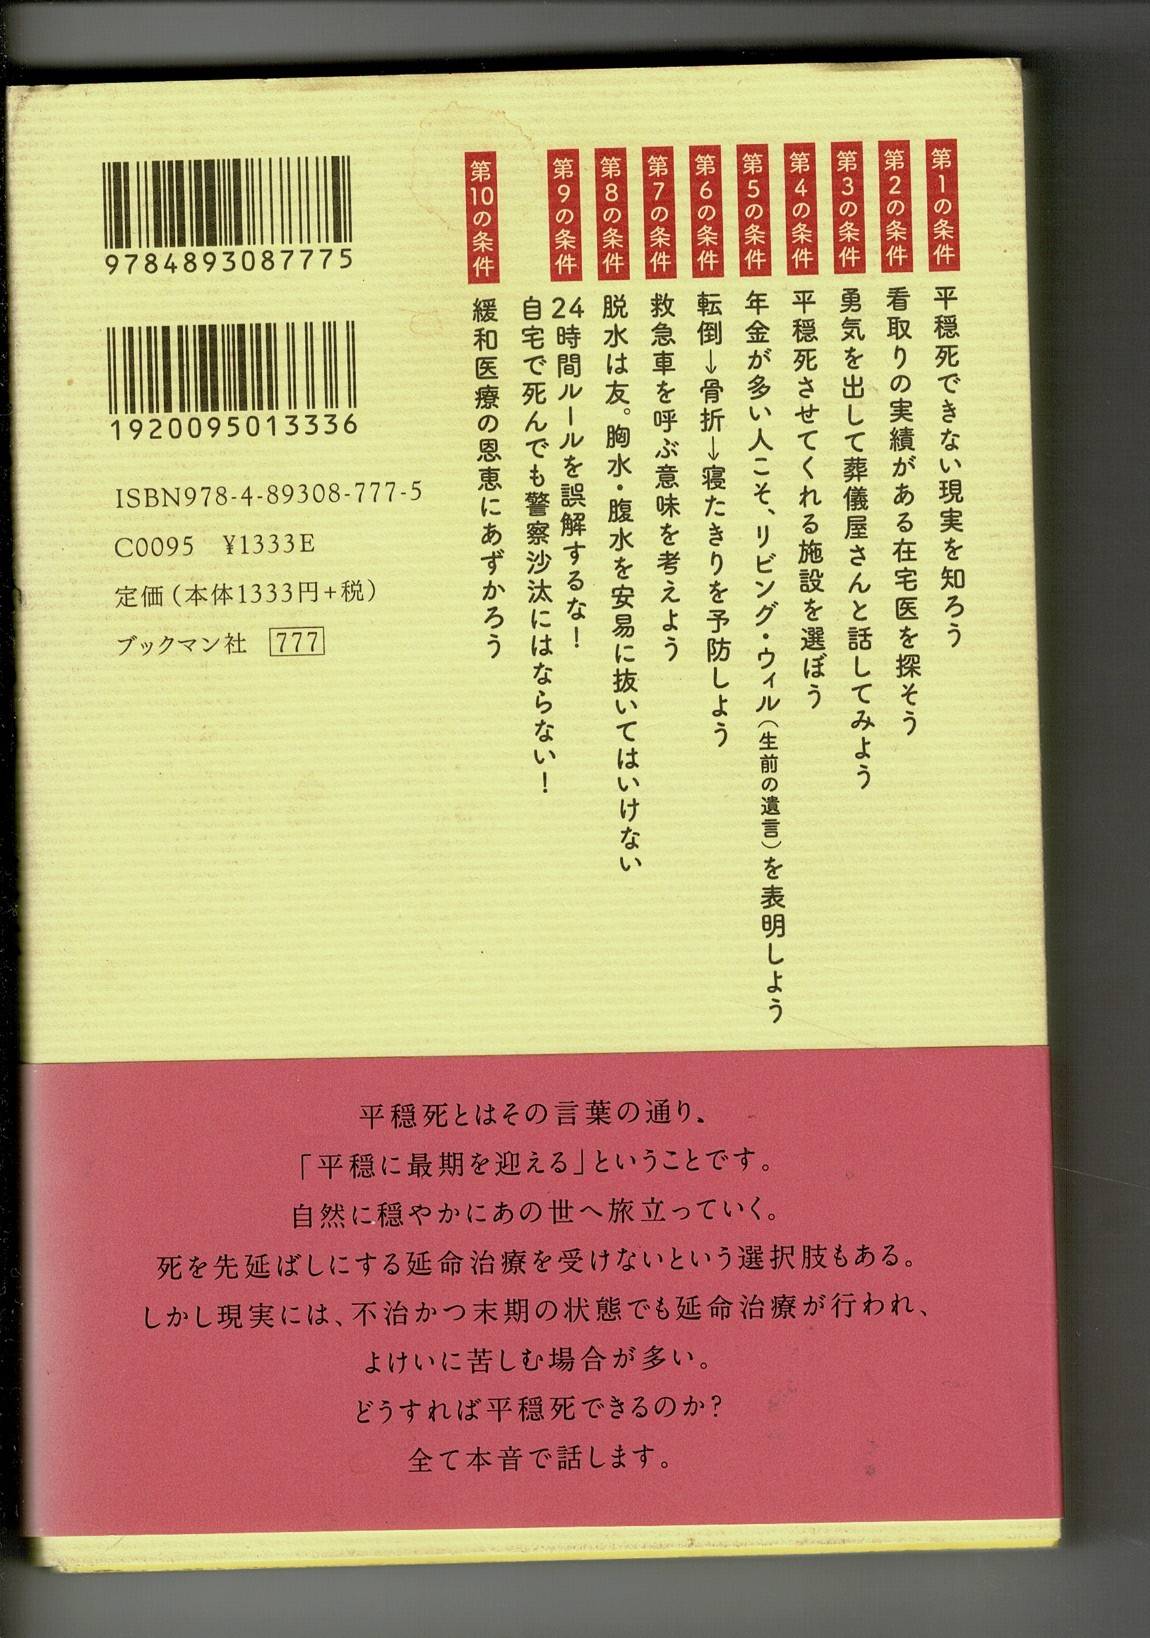 第1の条件 平穏死できない現実を知ろう
第2の条件 看取りの実績がある在宅医を探そう
第3の条件 勇気を出して葬儀屋さんと話してみよう
第4の条件 平穏死させてくれる施設を選ぼう
第5の条件 年金が多い人こそ、リビング・ウィル(生前の遺言)を表明しよう
第6の条件 転倒→骨折→寝たきりを予防しよう
第7の条件 救急車を呼ぶ意味を考えよう
第8の条件 脱水は友。胸水・腹水を安易に抜いてはいけない
第9の条件 24時間ルールを誤解するな!
自宅で死んでも警察沙汰にはならない!
第10の条件 緩和医療の恩恵にあずかろう
9784893087775
1920095013336
ISBN978-4-89308-777-5
C0095 ¥1333E
定価(本体1333円+税)
ブックマン社 777
平穏死とはその言葉の通り、
「平穏に最期を迎える」ということです。
自然に穏やかにあの世へ旅立っていく。
死を先延ばしにする延命治療を受けないという選択肢もある。
しかし現実には、不治かつ末期の状態でも延命治療が行われ、
よけいに苦しむ場合が多い。
どうすれば平穏死できるのか?
全て本音で話します。